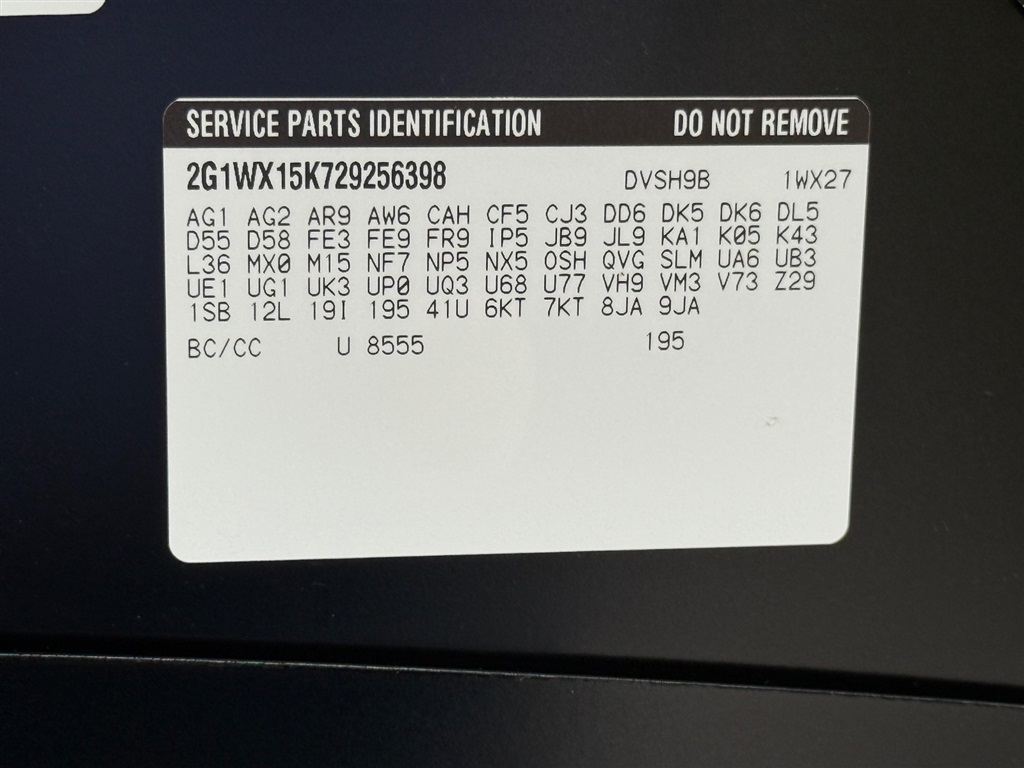 SERVICE PARTS IDENTIFICATION DO NOT REMOVE
2G1WX15K729256398 DVSH9B 1WX27
AG1 AG2 AR9 AW6 CAH CF5 CJ3 DD6 DK5 DK6 DL5
D55 D58 FE3 FE9 FR9 IP5 JB9 JL9 KA1 K05 K43
L36 MX0 M15 NF7 NP5 NX5 OSH QVG SLM UA6 UB3
UE1 UG1 UK3 UP0 UQ3 U68 U77 VH9 VM3 V73 Z29
1SB 12L 19I 195 41U 6KT 7KT 8JA 9JA
BC/CC U 8555 195